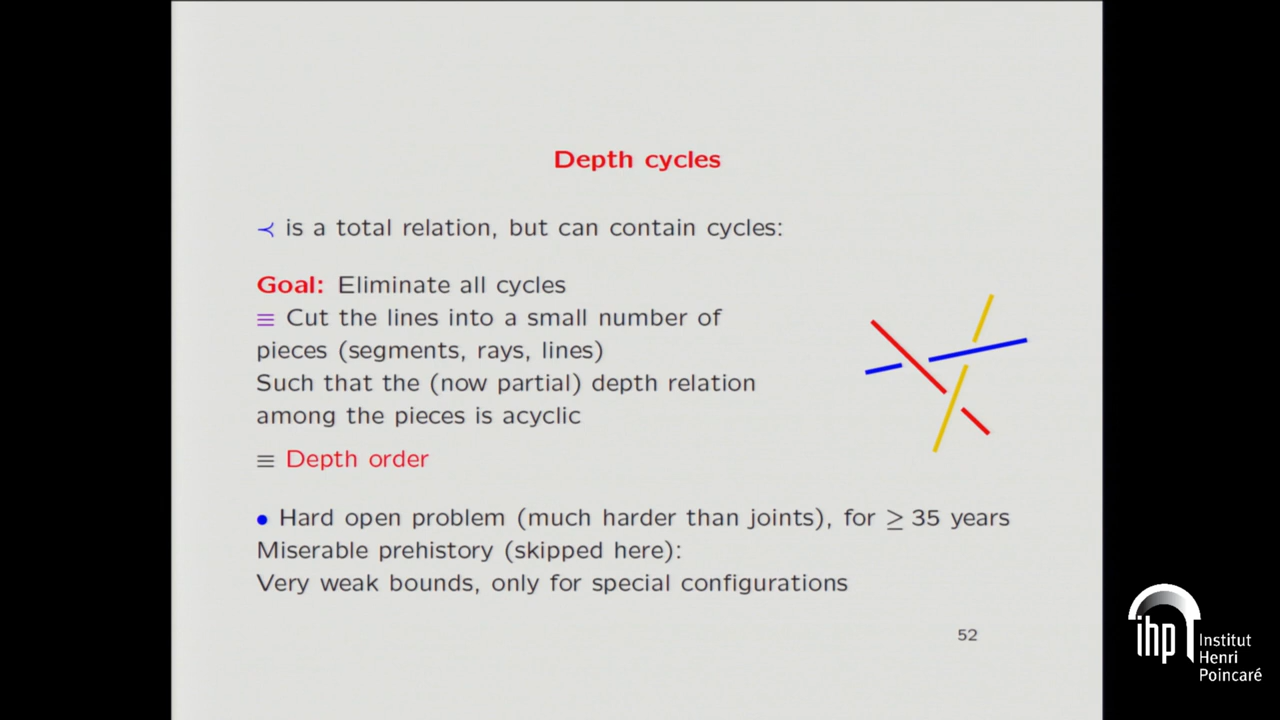 Depth cycles
≺ is a total relation, but can contain cycles:
Goal: Eliminate all cycles
≡ Cut the lines into a small number of
pieces (segments, rays, lines)
Such that the (now partial) depth relation
among the pieces is acyclic
≡ Depth order
• Hard open problem (much harder than joints), for ≥ 35 years
Miserable prehistory (skipped here):
Very weak bounds, only for special configurations
52
ihp Institut
Henri
Poincaré